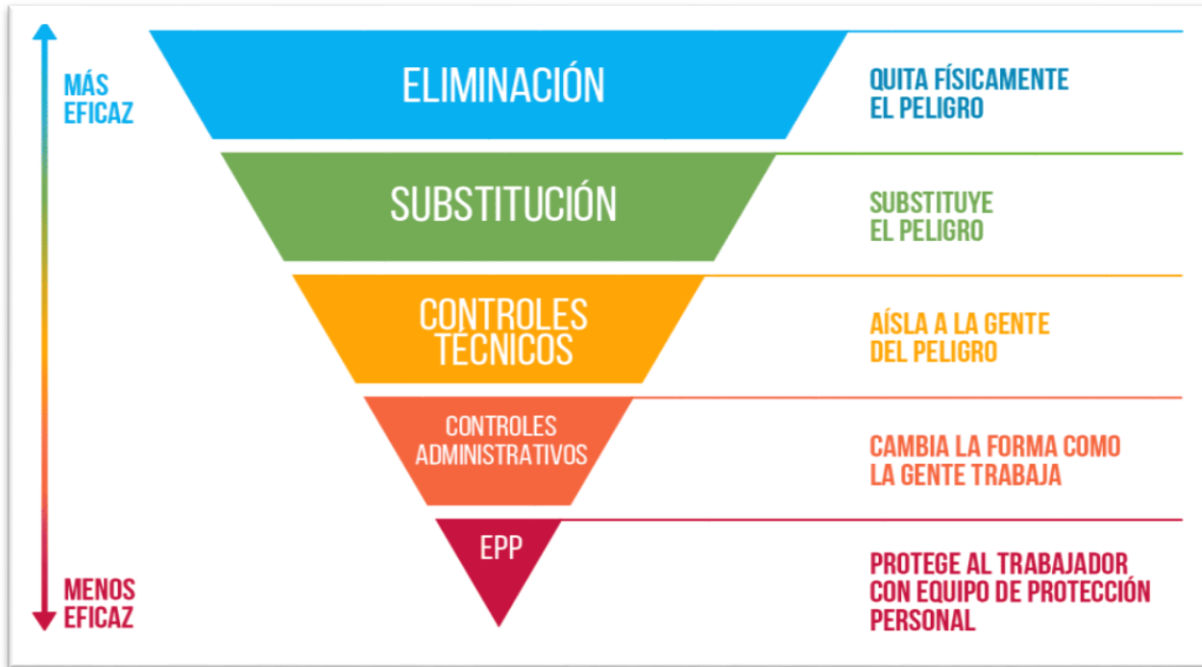 MÁS
EFICAZ
ELIMINACIÓN
QUITA FÍSICAMENTE
EL PELIGRO
SUBSTITUCIÓN
SUBSTITUYE
EL PELIGRO
CONTROLES
TÉCNICOS
AÍSLA A LA GENTE
DEL PELIGRO
CONTROLES
ADMINISTRATIVOS
CAMBIA LA FORMA COMO
LA GENTE TRABAJA
EPP
PROTEGE AL TRABAJADOR
CON EQUIPO DE PROTECCIÓN
PERSONAL
MENOS
EFICAZ